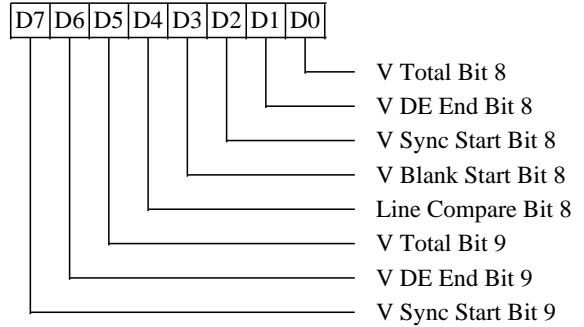 D7 D6 D5 D4 D3 D2 D1 D0
V Total Bit 8
V DE End Bit 8
V Sync Start Bit 8
V Blank Start Bit 8
Line Compare Bit 8
V Total Bit 9
V DE End Bit 9
V Sync Start Bit 9